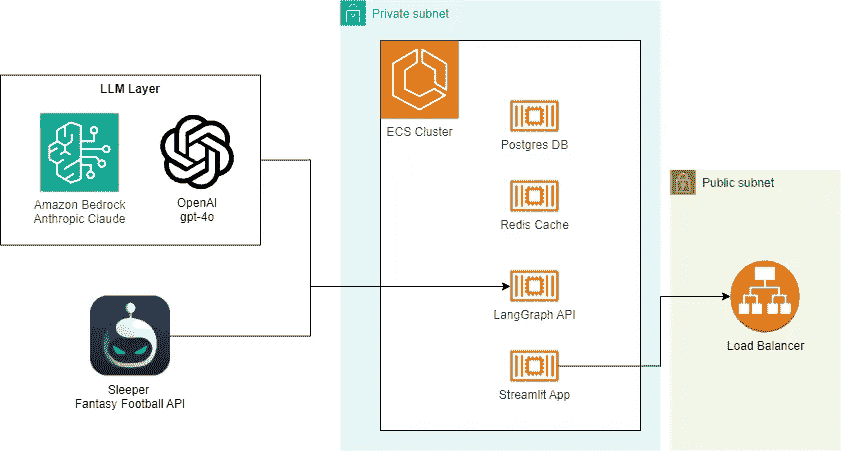 Private subnet
LLM Layer
ECS Cluster
Postgres DB
Amazon Bedrock
Anthropic Claude
OpenAI
gpt-4o
Public subnet
Redis Cache
LangGraph API
Load Balancer
Sleeper
Fantasy Football API
Streamlit App